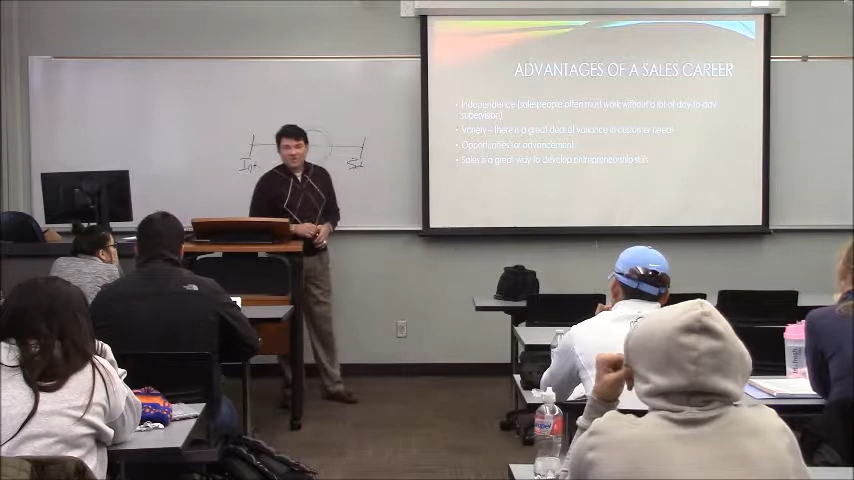 ADVANTAGES OF A SALES CAREER
• Independence (salespeople often must work without a lot of day-to-day
supervision)
• Variety – there is a great deal of variance in customer needs
• Opportunities for advancement
• Sales is a great way to develop entrepreneurship skills
Int